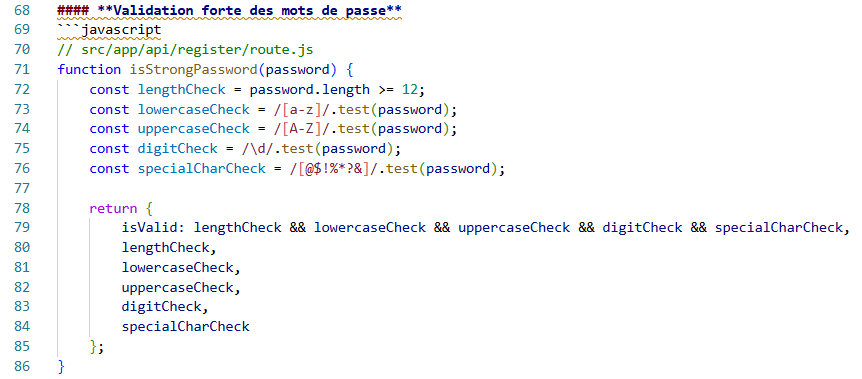 68 #### **Validation forte des mots de passe**
69 ```javascript
70 // src/app/api/register/route.js
71 function isStrongPassword(password) {
72     const lengthCheck = password.length >= 12;
73     const lowercaseCheck = /[a-z]/.test(password);
74     const uppercaseCheck = /[A-Z]/.test(password);
75     const digitCheck = /\d/.test(password);
76     const specialCharCheck = /[@$!%*?&]/.test(password);
77
78     return {
79         isValid: lengthCheck && lowercaseCheck && uppercaseCheck && digitCheck && specialCharCheck,
80         lengthCheck,
81         lowercaseCheck,
82         uppercaseCheck,
83         digitCheck,
84         specialCharCheck
85     };
86 }